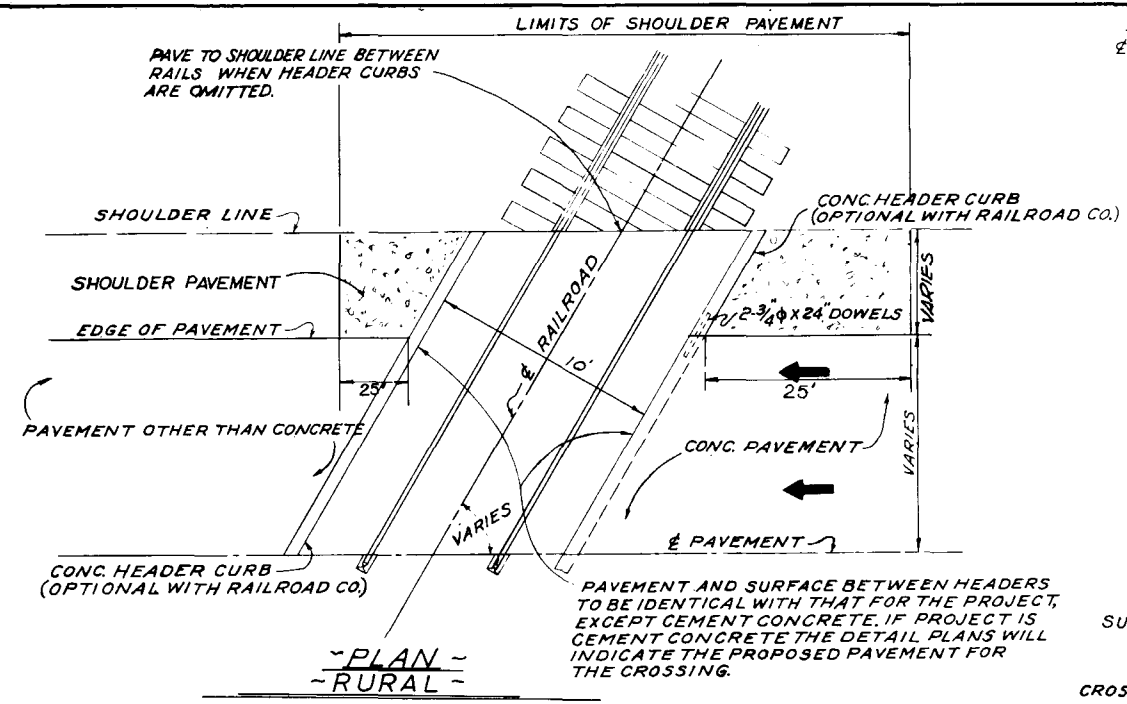 LIMITS OF SHOULDER PAVEMENT
℄
PAVE TO SHOULDER LINE BETWEEN
RAILS WHEN HEADER CURBS
ARE OMITTED.
CONC. HEADER CURB
(OPTIONAL WITH RAILROAD CO.)
SHOULDER LINE
SHOULDER PAVEMENT
EDGE OF PAVEMENT
℄ RAILROAD
2-3/4"ϕ X 24" DOWELS
VARIES
10'
25'
25'
PAVEMENT OTHER THAN CONCRETE
CONC. PAVEMENT
VARIES
VARIES
℄ PAVEMENT
CONC. HEADER CURB
(OPTIONAL WITH RAILROAD CO.)
PAVEMENT AND SURFACE BETWEEN HEADERS
TO BE IDENTICAL WITH THAT FOR THE PROJECT,
EXCEPT CEMENT CONCRETE. IF PROJECT IS
CEMENT CONCRETE THE DETAIL PLANS WILL
INDICATE THE PROPOSED PAVEMENT FOR
THE CROSSING.
SU
CROS
~PLAN~
~RURAL~